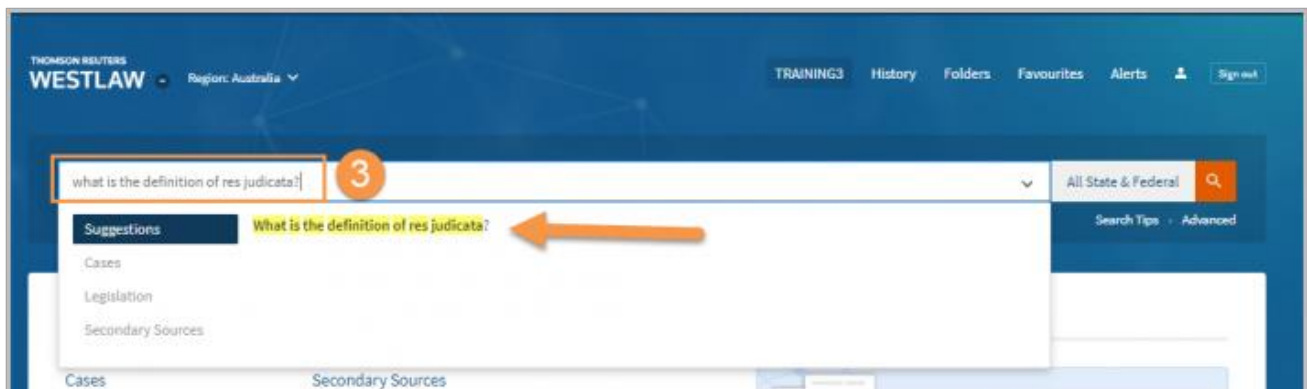 THOMSON REUTERS
WESTLAW Region: Australia TRAINING3 History Folders Favourites Alerts Sign out
what is the definition of res judicata? 3 All State & Federal
Suggestions What is the definition of res judicata? Search Tips Advanced
Cases
Legislation
Secondary Sources
Cases Secondary Sources